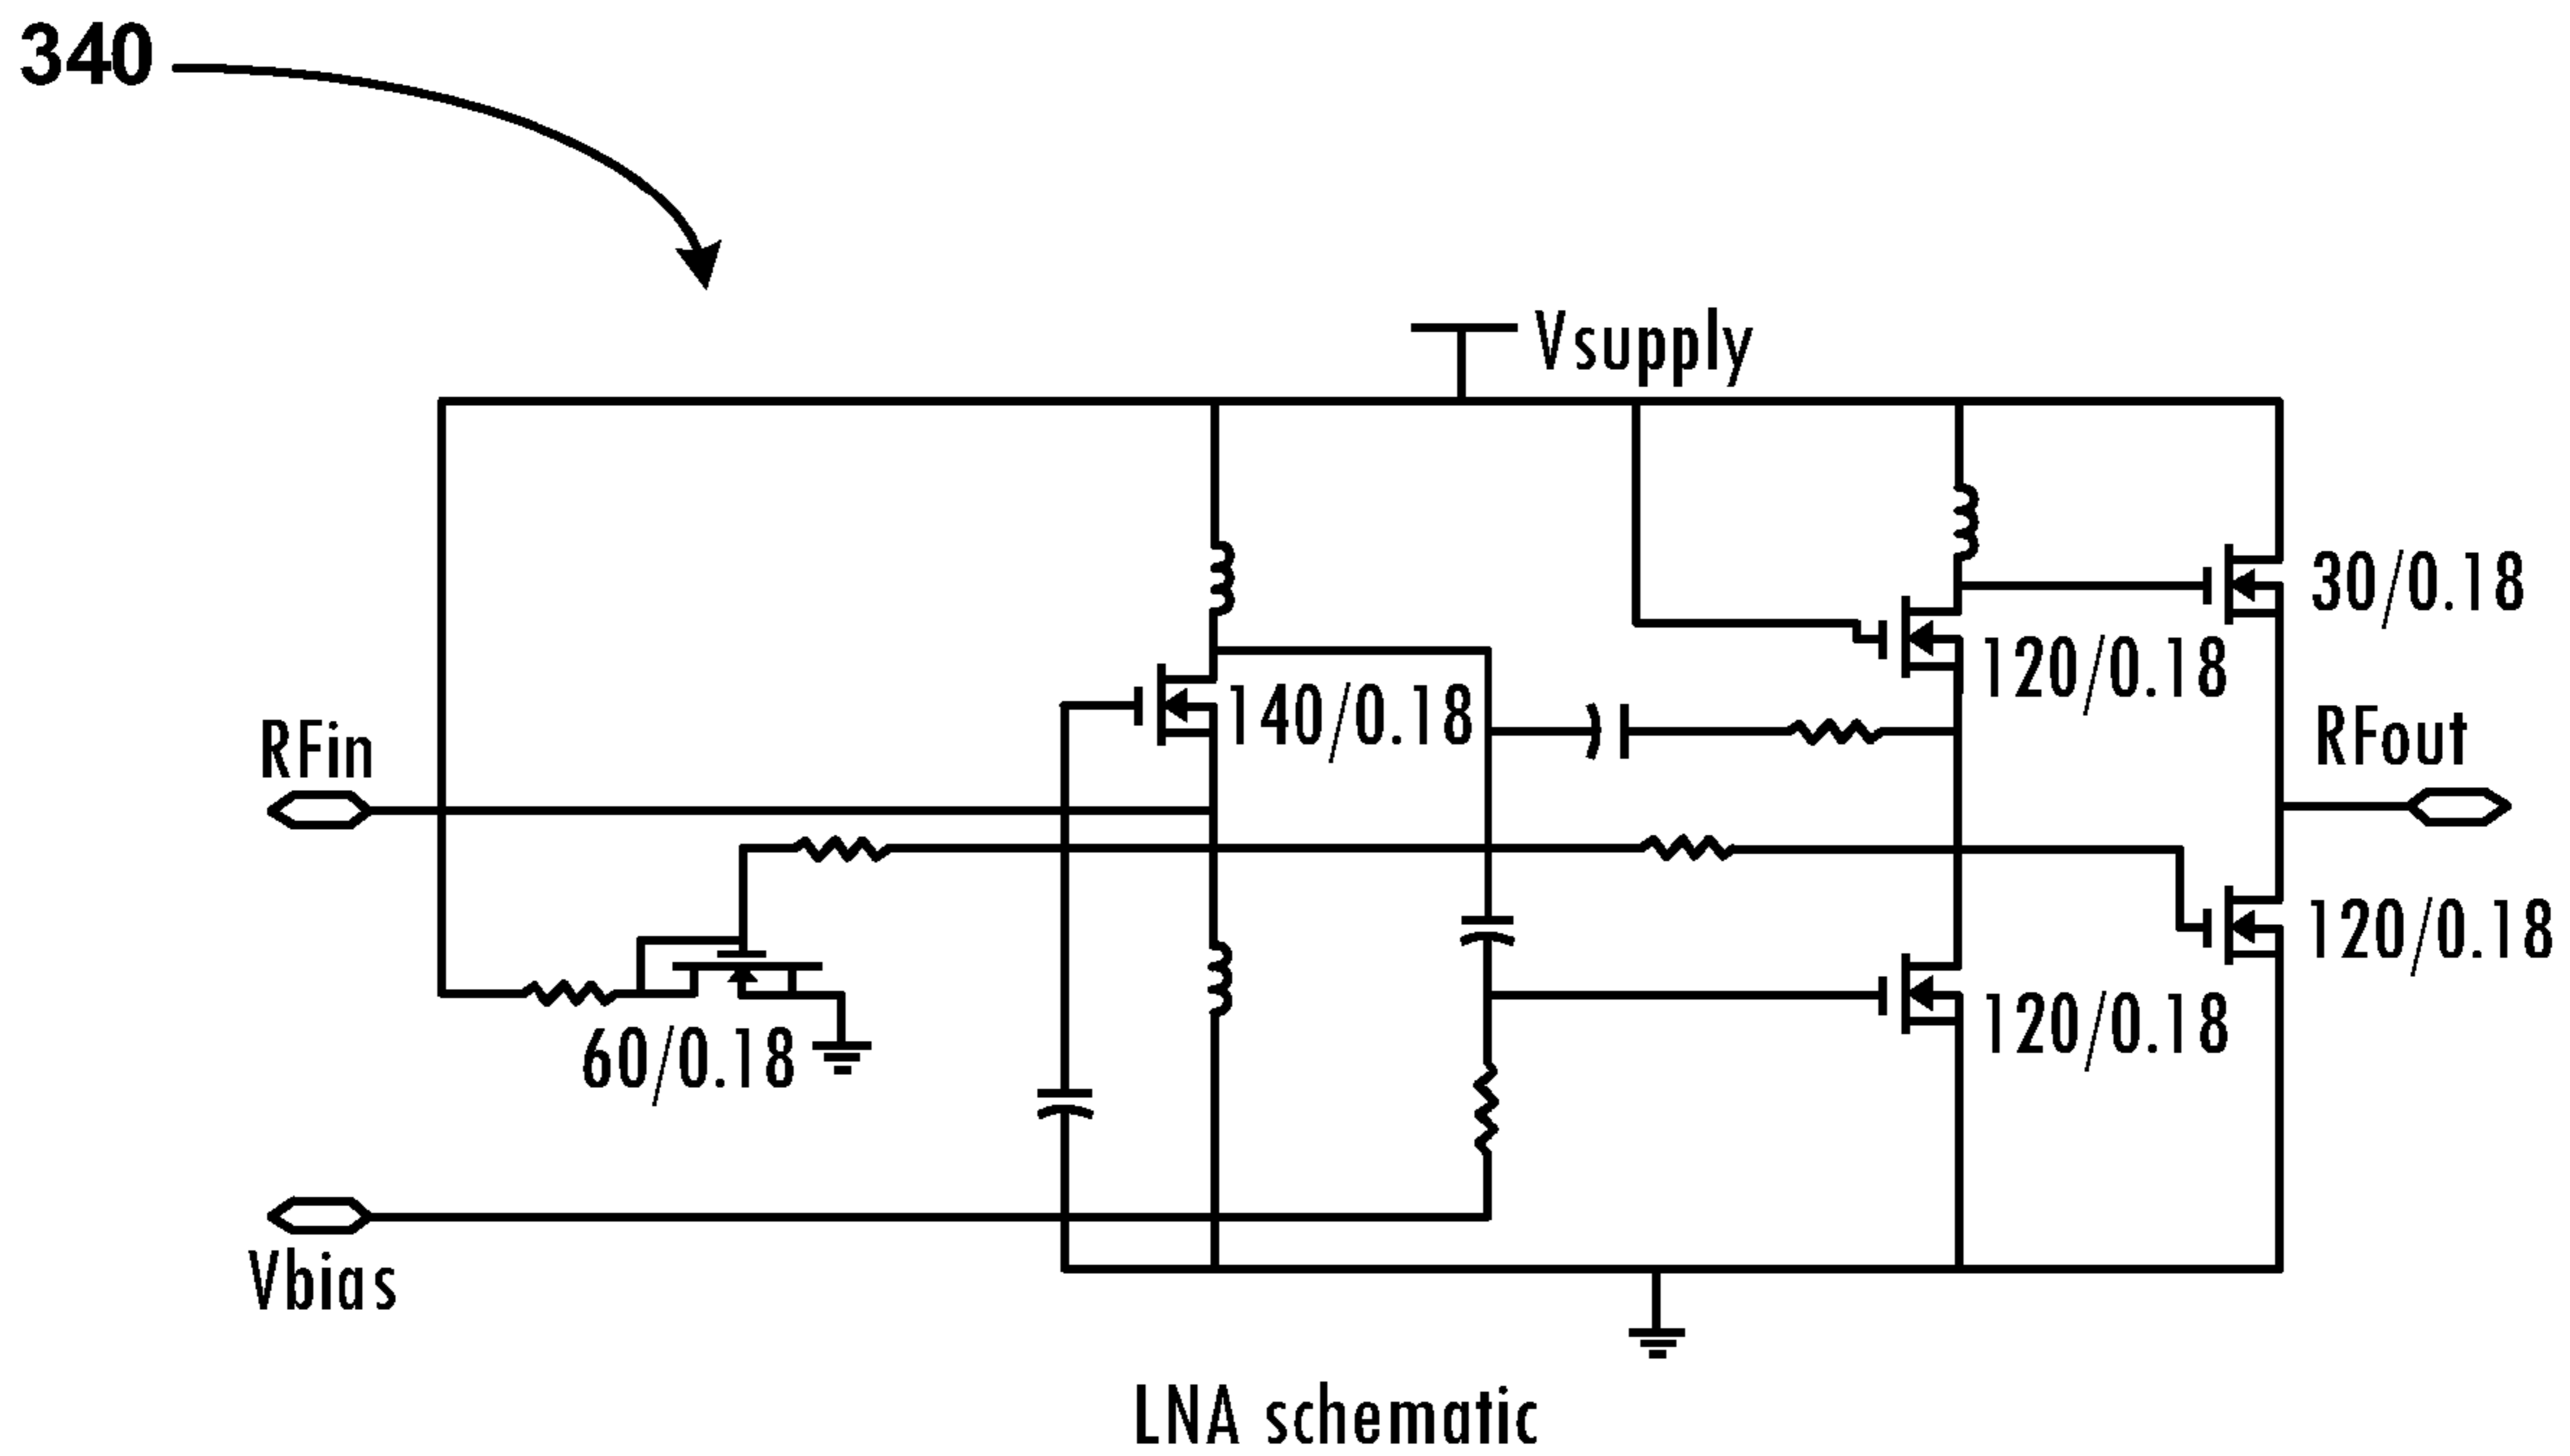 340
Vsupply
30/0.18
120/0.18
140/0.18
RFin
RFout
120/0.18
120/0.18
60/0.18
Vbias
LNA schematic